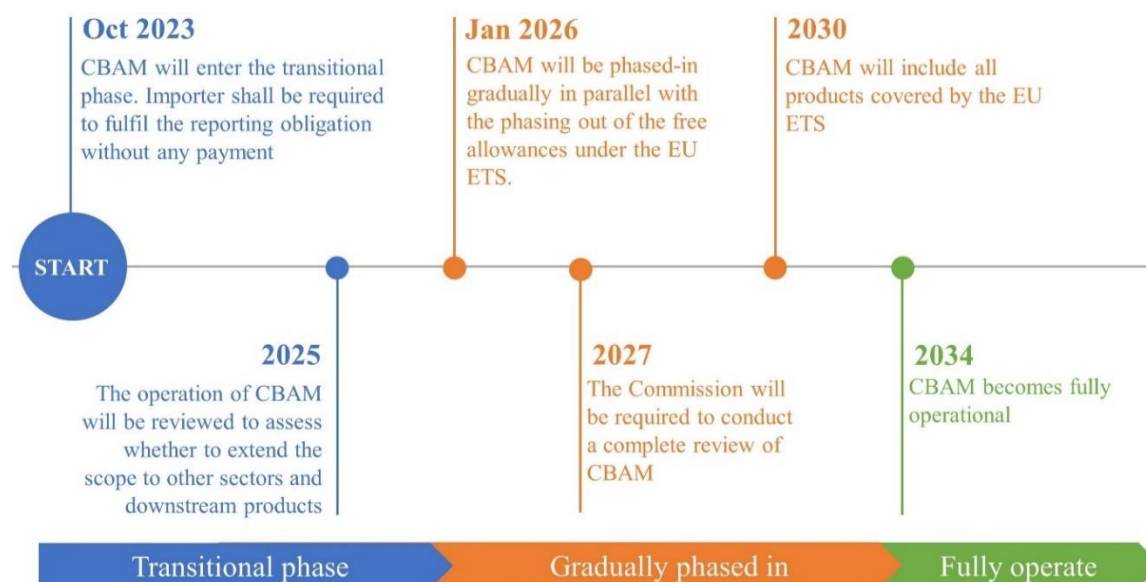 Oct 2023
CBAM will enter the transitional
phase. Importer shall be required
to fulfil the reporting obligation
without any payment
Jan 2026
CBAM will be phased-in
gradually in parallel with
the phasing out of the free
allowances under the EU
ETS.
2030
CBAM will include all
products covered by the EU
ETS
START
2025
The operation of CBAM
will be reviewed to assess
whether to extend the
scope to other sectors and
downstream products
2027
The Commission will
be required to conduct
a complete review of
CBAM
2034
CBAM becomes fully
operational
Transitional phase
Gradually phased in
Fully operate